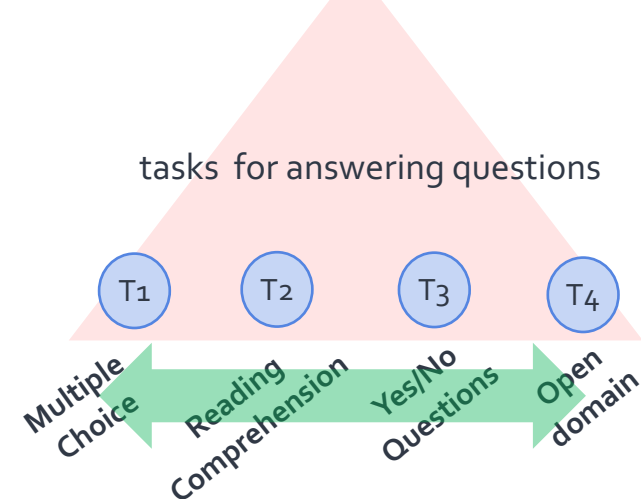 tasks for answering questions
T1
T2
T3
T4
Multiple
Choice
Reading
Comprehension
Yes/No
Questions
Open
domain